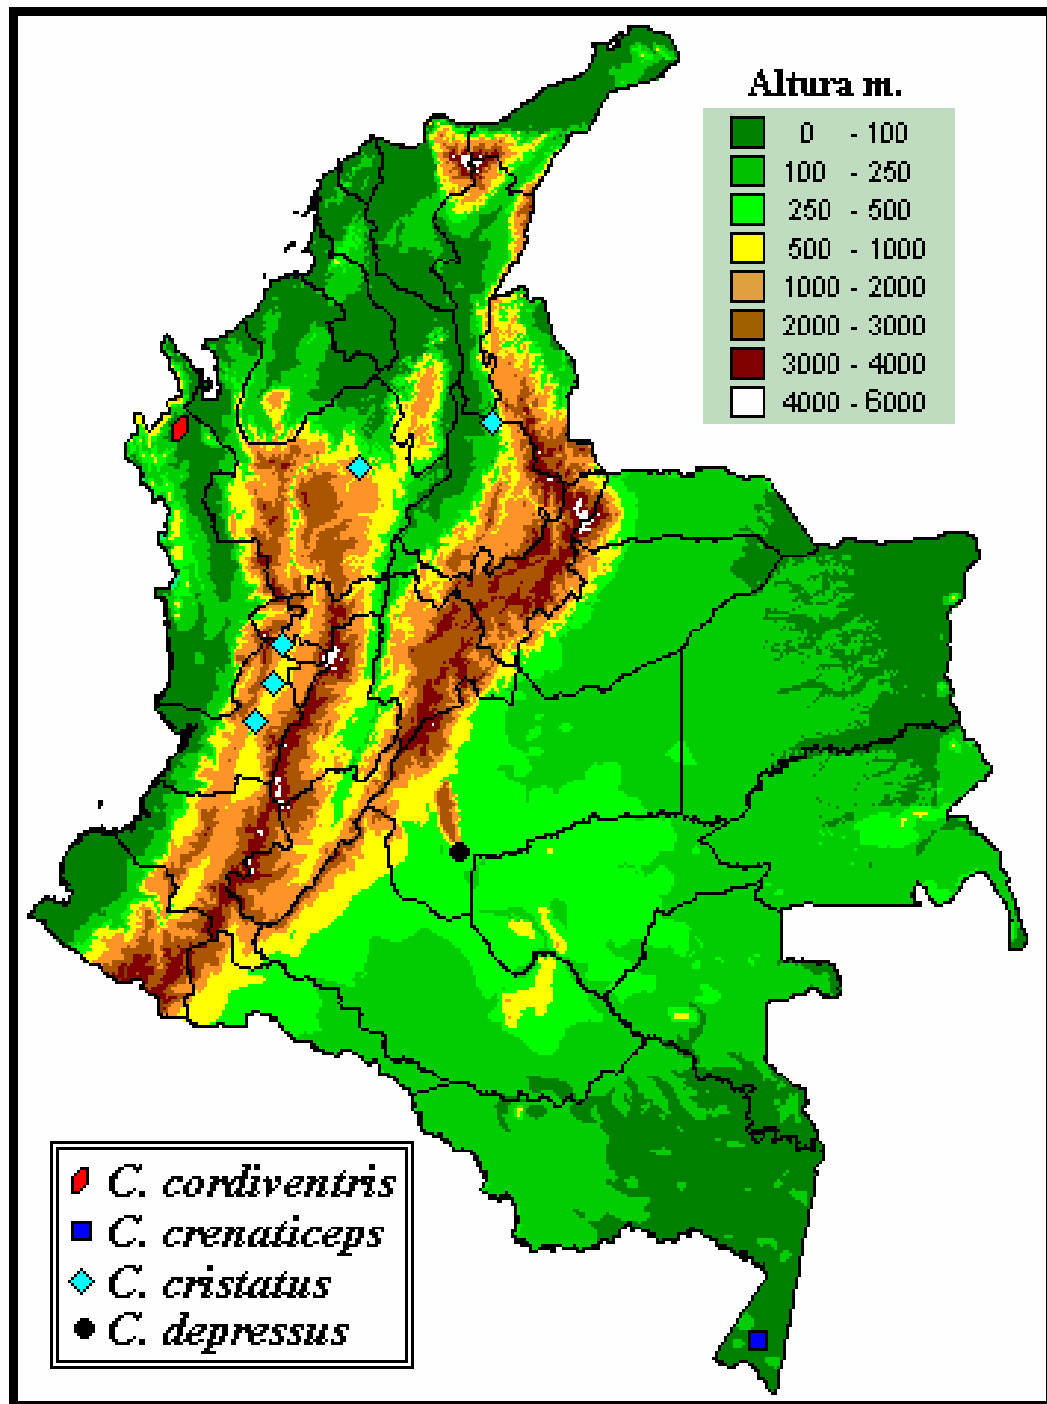 Altura m.
0 - 100
100 - 250
250 - 500
500 - 1000
1000 - 2000
2000 - 3000
3000 - 4000
4000 - 6000
C. cordiventris
C. crenaticeps
C. cristatus
C. depressus